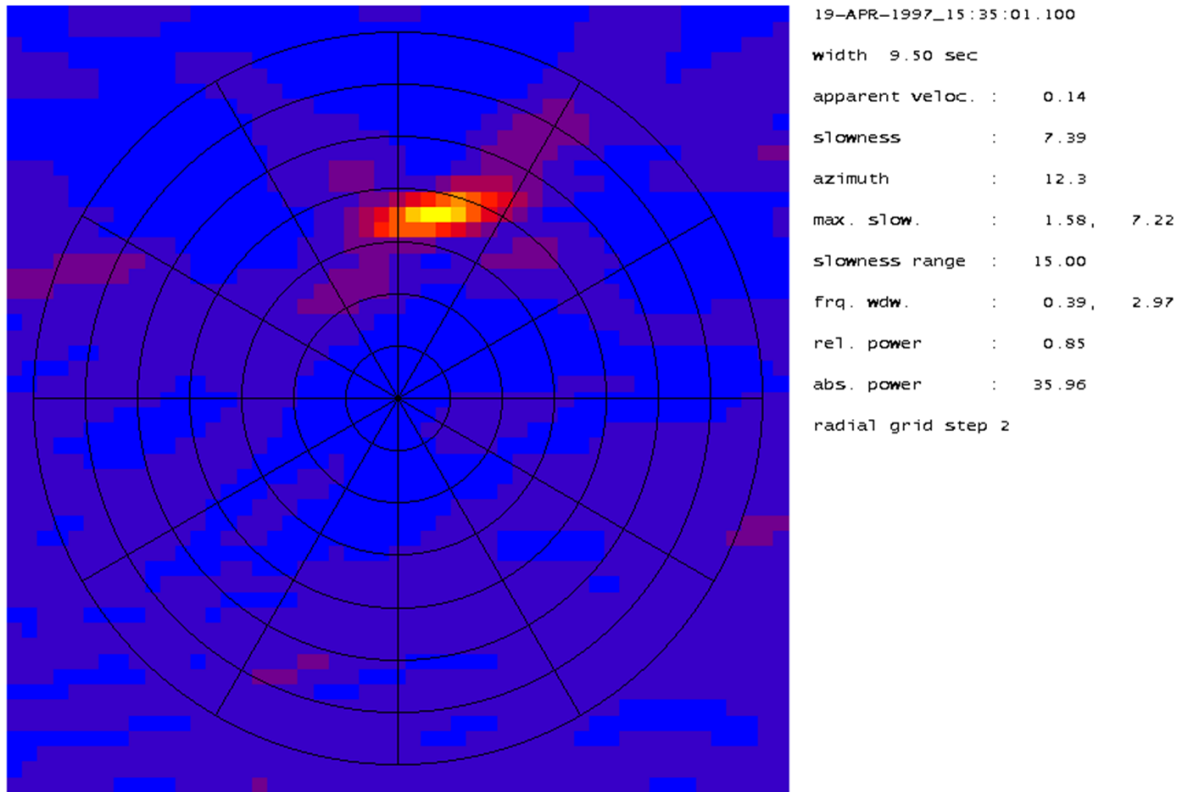 19-APR-1997_15:35:01.100
width 9.50 sec
apparent veloc. : 0.14
slowness : 7.39
azimuth : 12.3
max. slow. : 1.58, 7.22
slowness range : 15.00
frq. wdw. : 0.39, 2.97
rel. power : 0.85
abs. power : 35.96
radial grid step 2